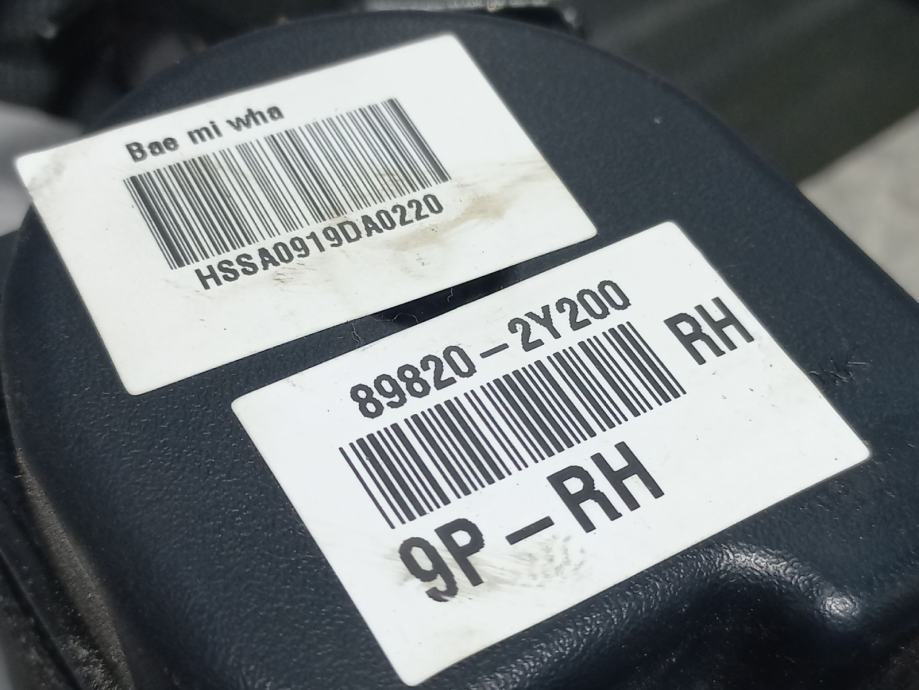 Bae mi wha
HSSA0919DA0220
89820-2Y200
RH
9P-RH